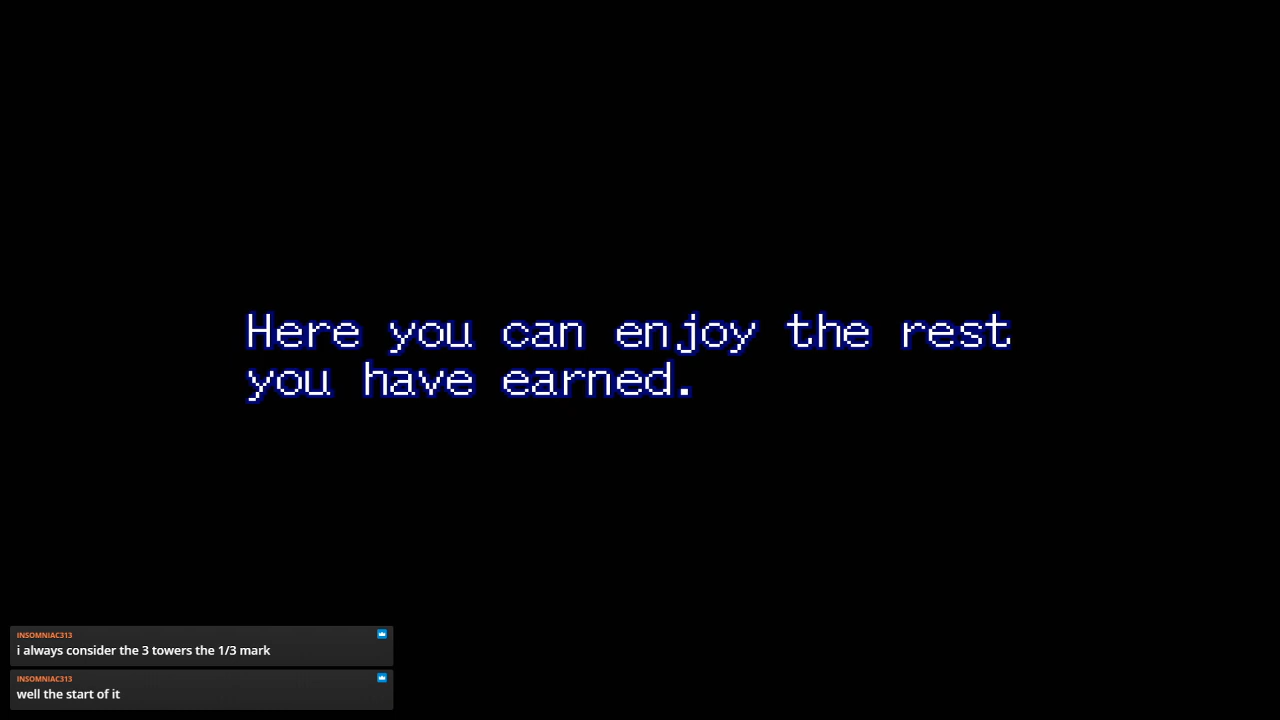 Here you can enjoy the rest
you have earned.
INSOMNIAC313
i always consider the 3 towers the 1/3 mark
INSOMNIAC313
well the start of it